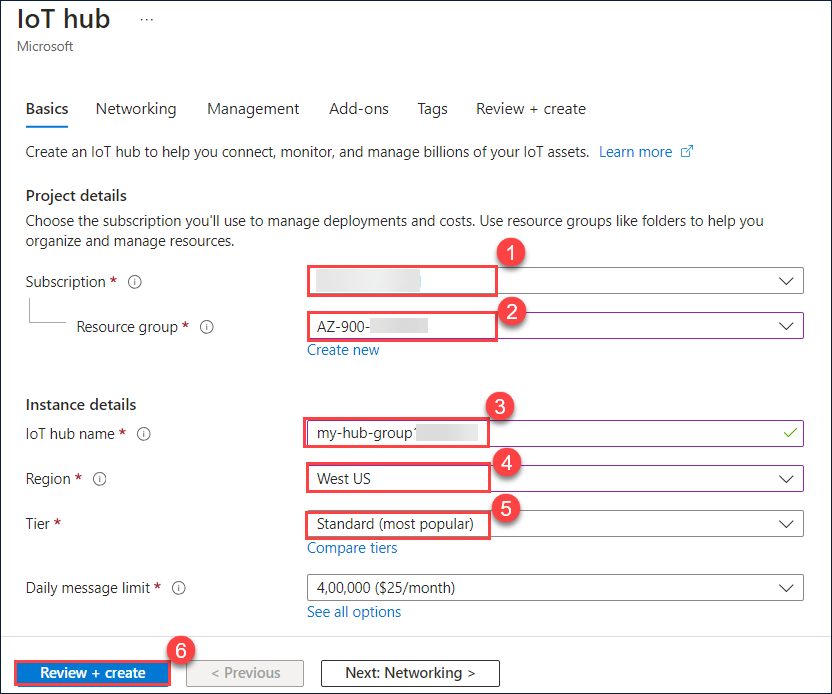 IoT hub ...
Microsoft
Basics Networking Management Add-ons Tags Review + create
Create an IoT hub to help you connect, monitor, and manage billions of your IoT assets. Learn more
Project details
Choose the subscription you'll use to manage deployments and costs. Use resource groups like folders to help you
organize and manage resources.
1
Subscription *
2
Resource group * AZ-900-
Create new
Instance details
3
IoT hub name * my-hub-group
4
Region * West US
5
Tier * Standard (most popular)
Compare tiers
Daily message limit * 4,00,000 ($25/month)
See all options
6
Review + create < Previous Next: Networking >